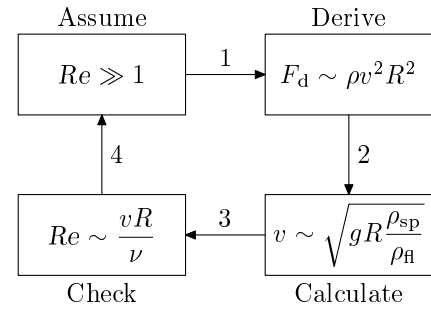 Assume Derive
Re ≫ 1 1 F_d ∼ ρv²R²
4 2
Re ∼ vR/ν 3 v ∼ √(gR ρ_sp/ρ_fl)
Check Calculate